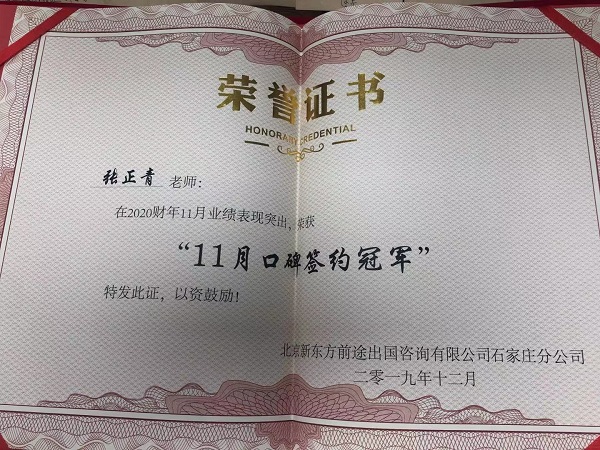 荣誉证书
HONORARY CREDENTIAL
张正青 老师:
在2020财年11月业绩表现突出,荣获
“11月口碑签约冠军”
特发此证,以资鼓励!
北京新东方前途出国咨询有限公司石家庄分公司
二零一九年十二月